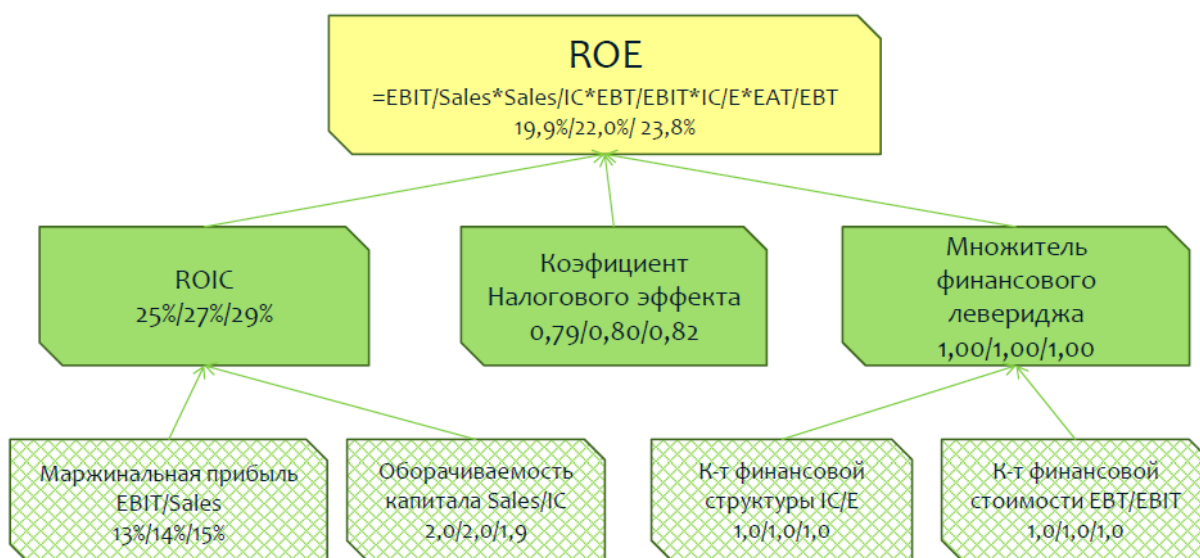 ROE
=EBIT/Sales*Sales/IC*EBT/EBIT*IC/E*EAT/EBT
19,9%/22,0%/ 23,8%
ROIC
25%/27%/29%
Коэфициент
Налогового эффекта
0,79/0,80/0,82
Множитель
финансового
левериджа
1,00/1,00/1,00
Маржинальная прибыль
EBIT/Sales
13%/14%/15%
Оборачиваемость
капитала Sales/IC
2,0/2,0/1,9
К-т финансовой
структуры IC/E
1,0/1,0/1,0
К-т финансовой
стоимости EBT/EBIT
1,0/1,0/1,0